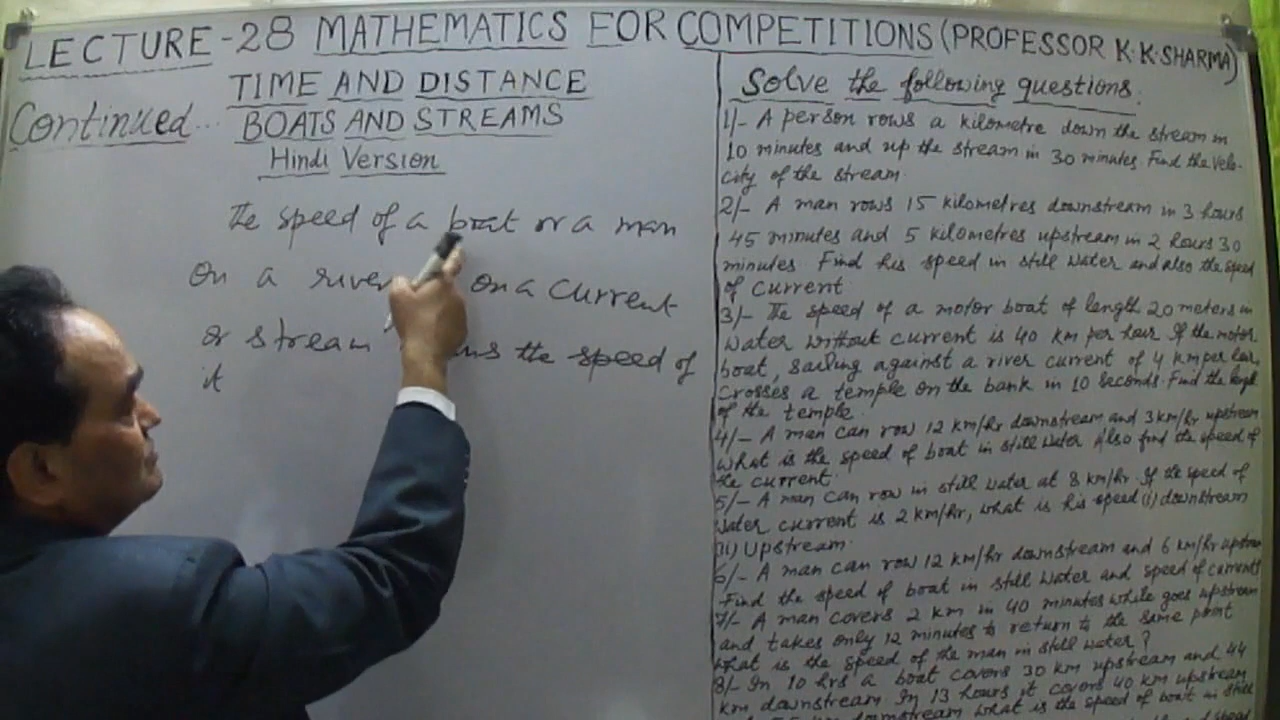 LECTURE-28 MATHEMATICS FOR COMPETITIONS (PROFESSOR K.K.SHARMA)
TIME AND DISTANCE
Continued... BOATS AND STREAMS
Hindi Version
The speed of a boat or a man
On a river on a current
or stream the speed of
it
Solve the following questions.
1/- A person rows a kilometre down the stream in
10 minutes and up the stream in 30 minutes. Find the velo-
city of the stream.
2/- A man rows 15 kilometres downstream in 3 hours
45 minutes and 5 kilometres upstream in 2 hours 30
minutes. Find his speed in still water and also the speed
of current
3/- The speed of a motor boat of length 20 meters in
water without current is 40 km per hour. If the motor
boat, sailing against a river current of 4 km per hour,
crosses a temple on the bank in 10 seconds. Find the length
of the temple.
4/- A man can row 12 km/hr downstream and 3 km/hr upstream
what is the speed of boat in still water. Also find the speed of
the current.
5/- A man can row in still water at 8 km/hr. If the speed of
water current is 2 km/hr, what is his speed (i) downstream
(ii) Upstream.
6/- A man can row 12 km/hr downstream and 6 km/hr upstream
Find the speed of boat in still water and speed of current
7/- A man covers 2 km in 40 minutes while goes upstream
and takes only 12 minutes to return to the same point
what is the speed of the man in still water?
8/- In 10 hrs a boat covers 30 km upstream and 44
km downstream. In 13 hours it covers 40 km upstream
downstream what is the speed of boat in still